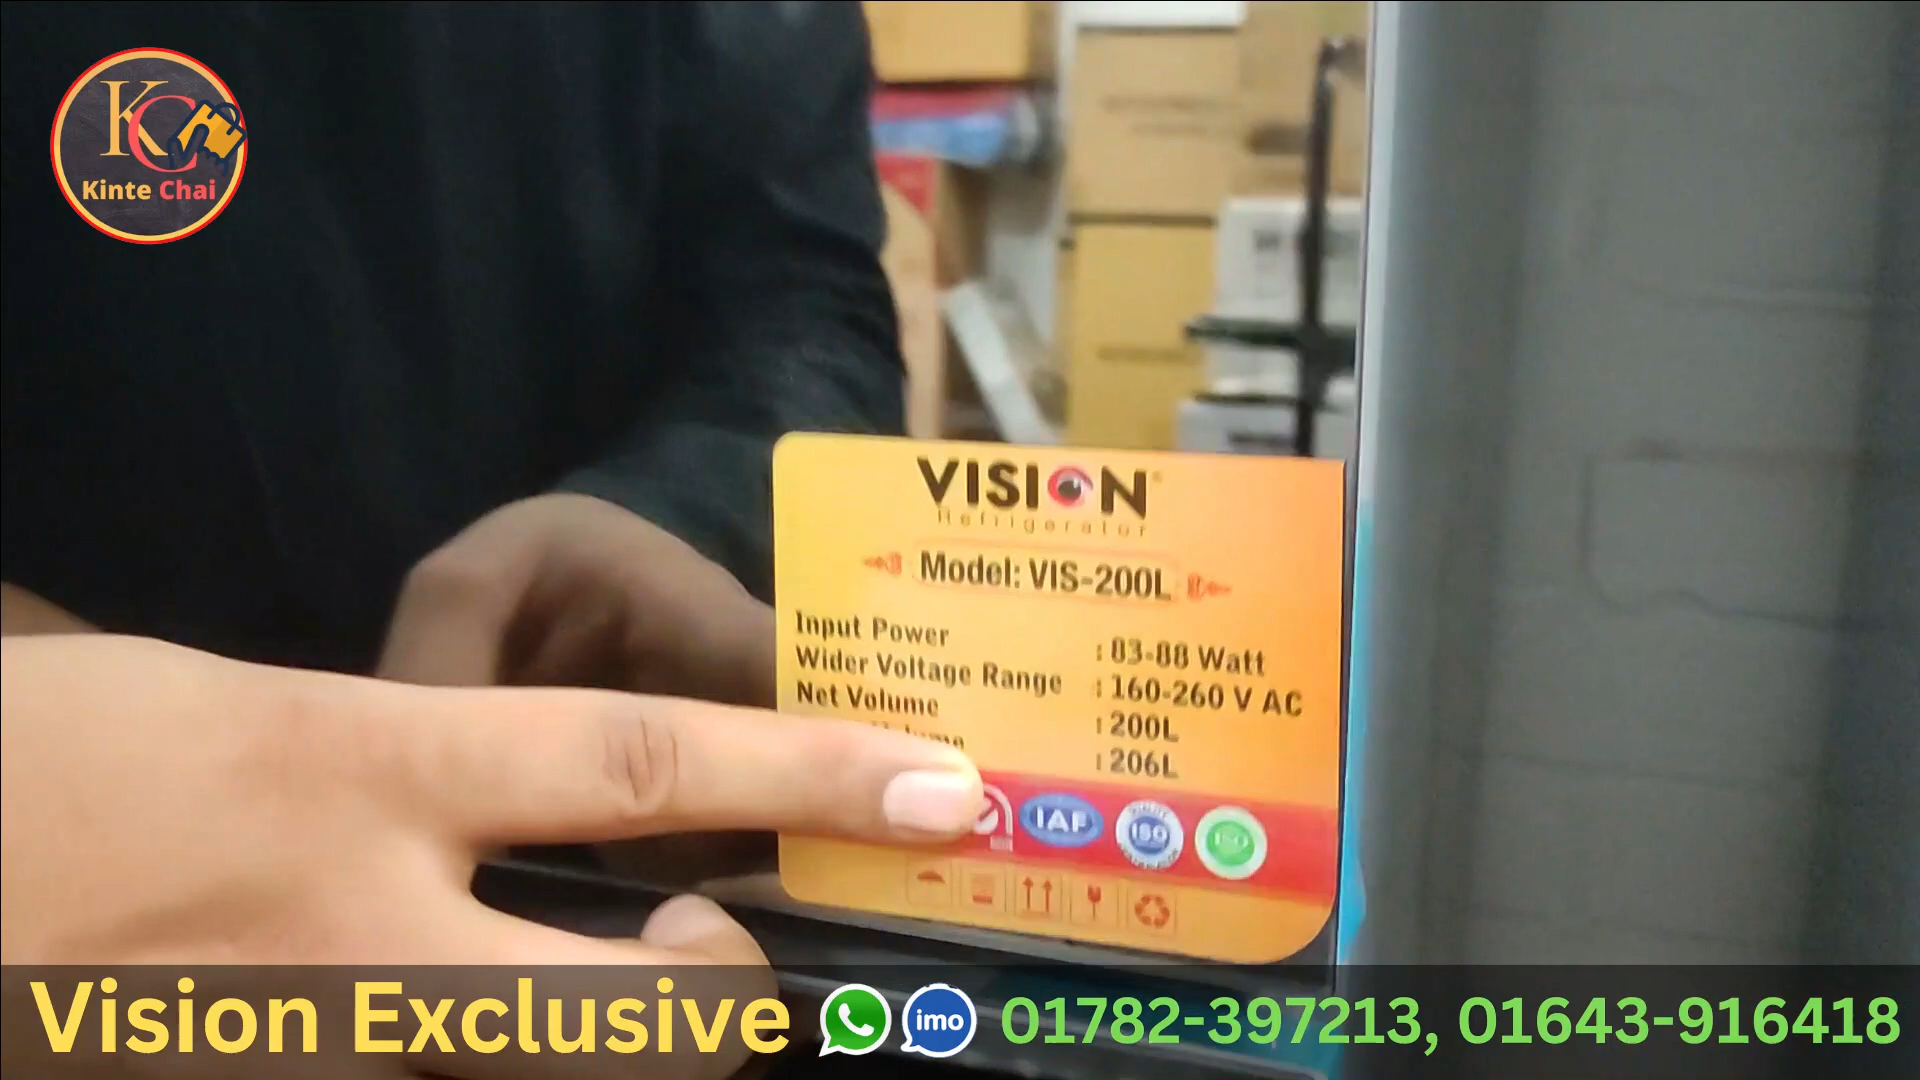 KC
Kinte Chai
VISION
Refrigerator
Model: VIS-200L
Input Power : 83-88 Watt
Wider Voltage Range : 160-260 V AC
Net Volume : 200L
: 206L
IAF
ISO
ISO
Vision Exclusive imo 01782-397213, 01643-916418